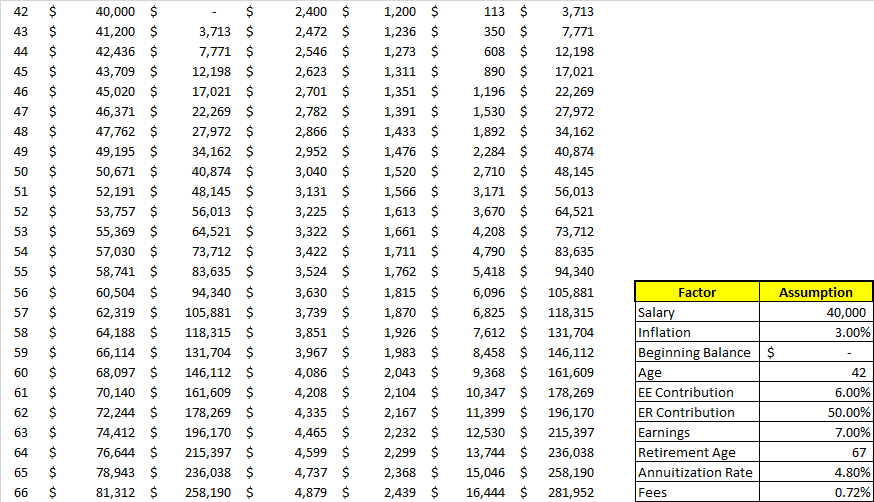 42 $ 40,000 $ - $ 2,400 $ 1,200 $ 113 $ 3,713
43 $ 41,200 $ 3,713 $ 2,472 $ 1,236 $ 350 $ 7,771
44 $ 42,436 $ 7,771 $ 2,546 $ 1,273 $ 608 $ 12,198
45 $ 43,709 $ 12,198 $ 2,623 $ 1,311 $ 890 $ 17,021
46 $ 45,020 $ 17,021 $ 2,701 $ 1,351 $ 1,196 $ 22,269
47 $ 46,371 $ 22,269 $ 2,782 $ 1,391 $ 1,530 $ 27,972
48 $ 47,762 $ 27,972 $ 2,866 $ 1,433 $ 1,892 $ 34,162
49 $ 49,195 $ 34,162 $ 2,952 $ 1,476 $ 2,284 $ 40,874
50 $ 50,671 $ 40,874 $ 3,040 $ 1,520 $ 2,710 $ 48,145
51 $ 52,191 $ 48,145 $ 3,131 $ 1,566 $ 3,171 $ 56,013
52 $ 53,757 $ 56,013 $ 3,225 $ 1,613 $ 3,670 $ 64,521
53 $ 55,369 $ 64,521 $ 3,322 $ 1,661 $ 4,208 $ 73,712
54 $ 57,030 $ 73,712 $ 3,422 $ 1,711 $ 4,790 $ 83,635
55 $ 58,741 $ 83,635 $ 3,524 $ 1,762 $ 5,418 $ 94,340
56 $ 60,504 $ 94,340 $ 3,630 $ 1,815 $ 6,096 $ 105,881
57 $ 62,319 $ 105,881 $ 3,739 $ 1,870 $ 6,825 $ 118,315
58 $ 64,188 $ 118,315 $ 3,851 $ 1,926 $ 7,612 $ 131,704
59 $ 66,114 $ 131,704 $ 3,967 $ 1,983 $ 8,458 $ 146,112
60 $ 68,097 $ 146,112 $ 4,086 $ 2,043 $ 9,368 $ 161,609
61 $ 70,140 $ 161,609 $ 4,208 $ 2,104 $ 10,347 $ 178,269
62 $ 72,244 $ 178,269 $ 4,335 $ 2,167 $ 11,399 $ 196,170
63 $ 74,412 $ 196,170 $ 4,465 $ 2,232 $ 12,530 $ 215,397
64 $ 76,644 $ 215,397 $ 4,599 $ 2,299 $ 13,744 $ 236,038
65 $ 78,943 $ 236,038 $ 4,737 $ 2,368 $ 15,046 $ 258,190
66 $ 81,312 $ 258,190 $ 4,879 $ 2,439 $ 16,444 $ 281,952
Factor Assumption
Salary 40,000
Inflation 3.00%
Beginning Balance $ -
Age 42
EE Contribution 6.00%
ER Contribution 50.00%
Earnings 7.00%
Retirement Age 67
Annuitization Rate 4.80%
Fees 0.72%